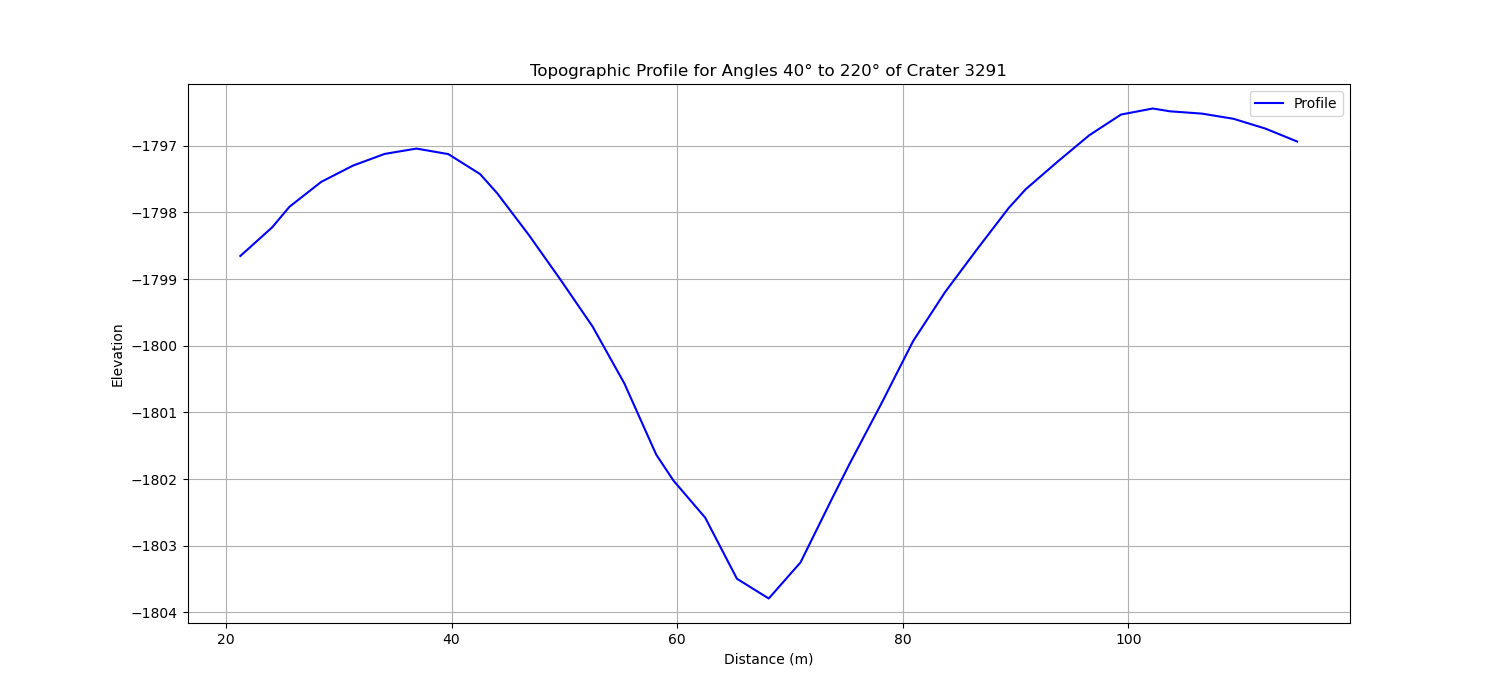 Topographic Profile for Angles 40° to 220° of Crater 3291
Profile
−1797
−1798
−1799
−1800
−1801
−1802
−1803
−1804
Elevation
20 40 60 80 100
Distance (m)